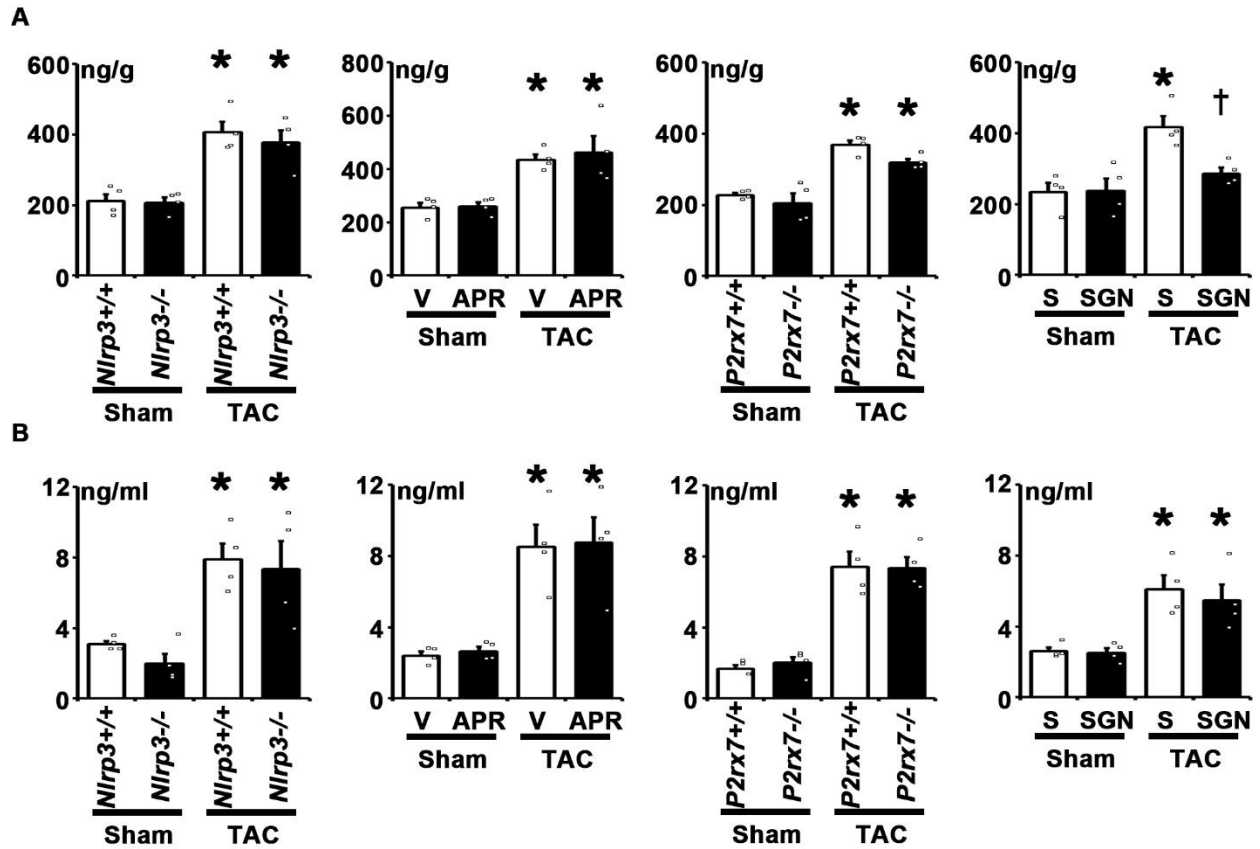 A
600 ng/g * *
400
200
0
Nlrp3+/+ Nlrp3-/- Nlrp3+/+ Nlrp3-/-
Sham TAC
800 ng/g * *
600
400
200
0
V APR V APR
Sham TAC
600 ng/g * *
400
200
0
P2rx7+/+ P2rx7-/- P2rx7+/+ P2rx7-/-
Sham TAC
600 ng/g * †
400
200
0
S SGN S SGN
Sham TAC
B
12 ng/ml * *
8
4
0
Nlrp3+/+ Nlrp3-/- Nlrp3+/+ Nlrp3-/-
Sham TAC
12 ng/ml * *
8
4
0
V APR V APR
Sham TAC
12 ng/ml * *
8
4
0
P2rx7+/+ P2rx7-/- P2rx7+/+ P2rx7-/-
Sham TAC
12 ng/ml * *
8
4
0
S SGN S SGN
Sham TAC